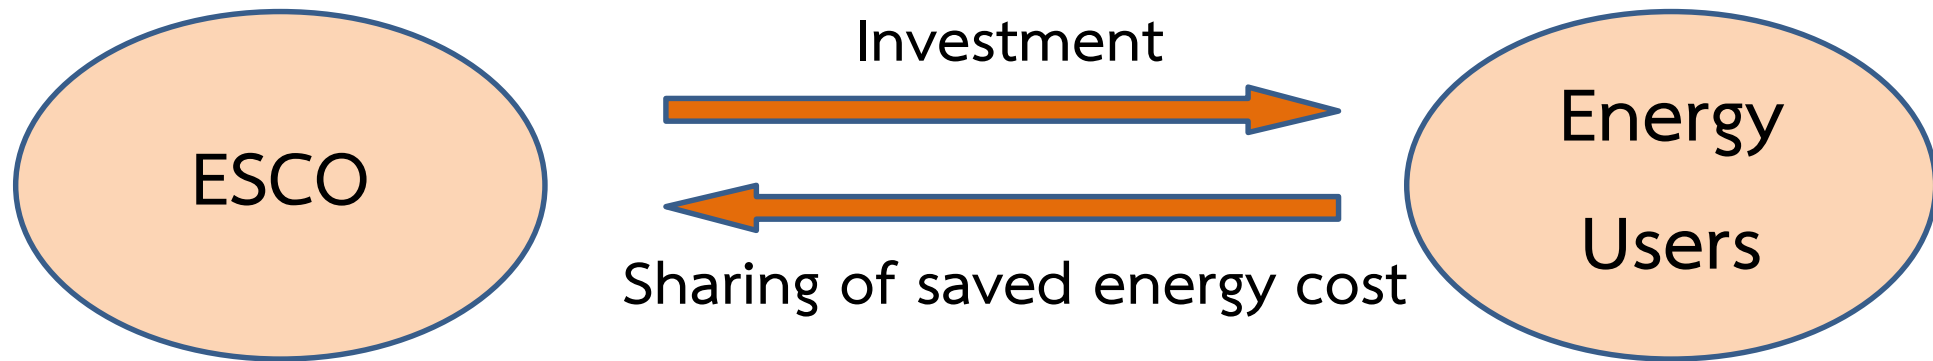 Investment
ESCO
Energy
Users
Sharing of saved energy cost